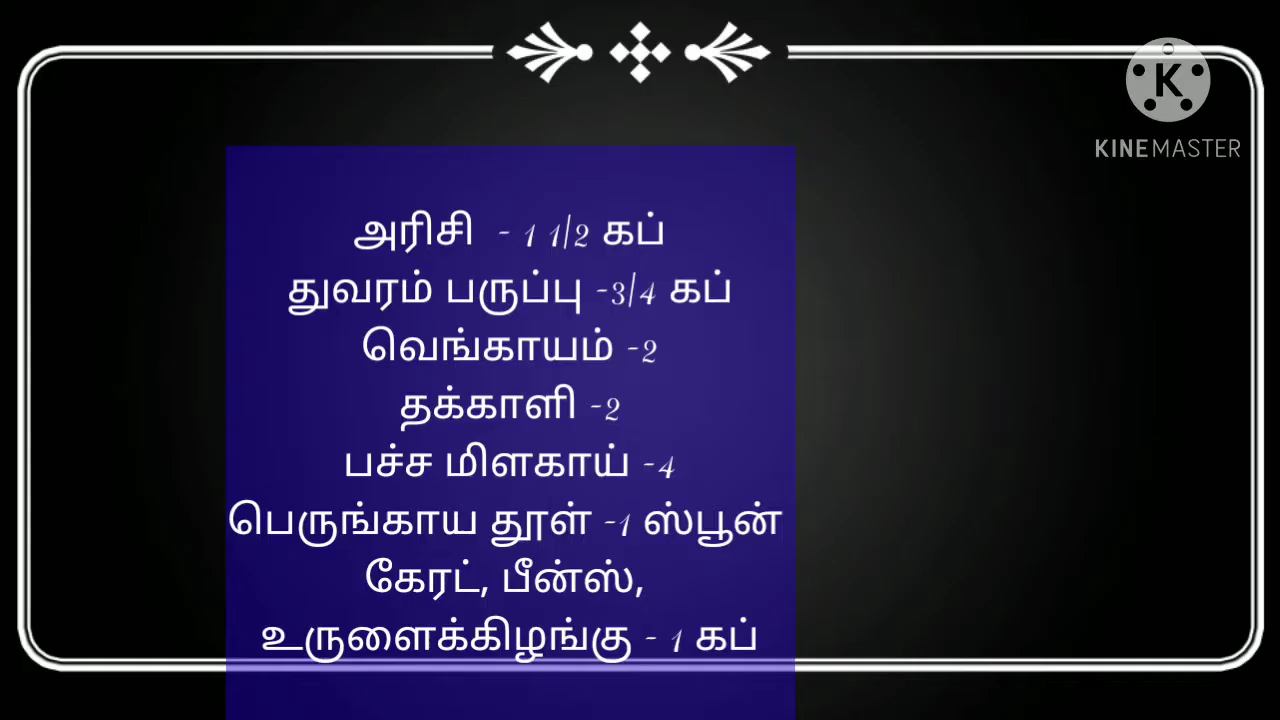 KINEMASTER
அரிசி - 1 1/2 கப்
துவரம் பருப்பு -3/4 கப்
வெங்காயம் -2
தக்காளி -2
பச்ச மிளகாய் -4
பெருங்காய தூள் -1 ஸ்பூன்
கேரட், பீன்ஸ்,
உருளைக்கிழங்கு - 1 கப்